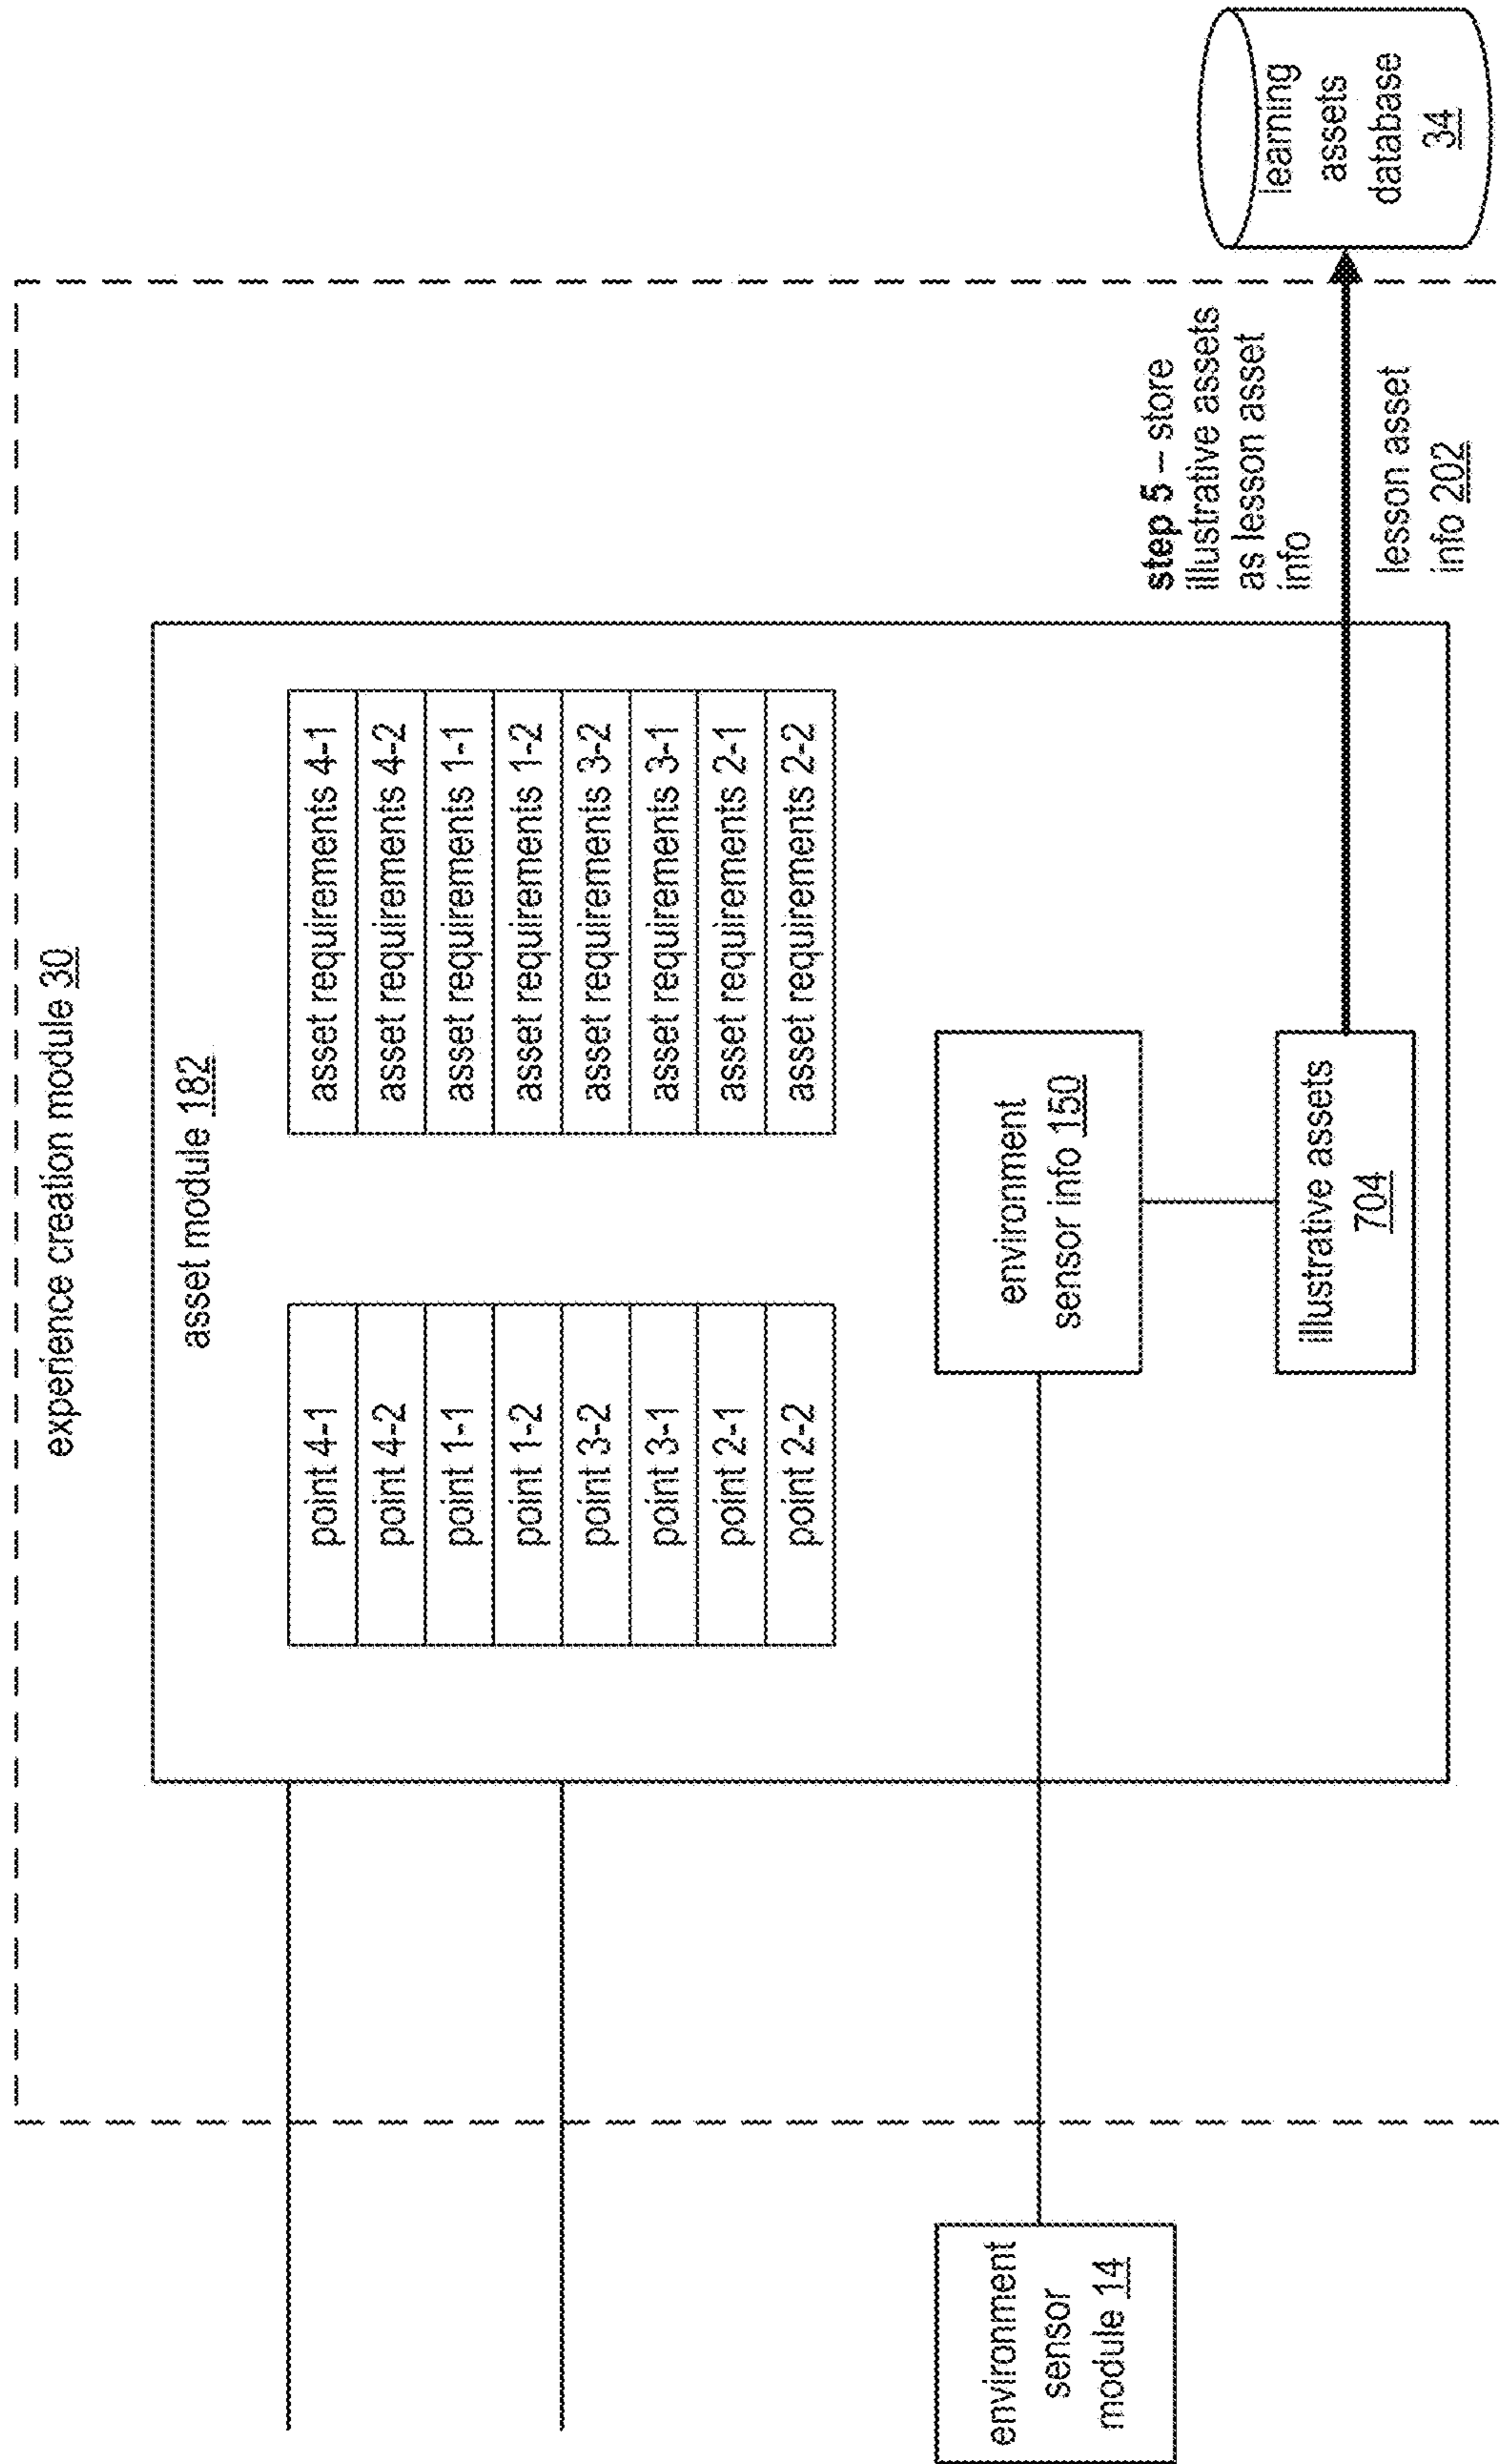 experience creation module 30
asset module 182
point 4-1
point 4-2
point 1-1
point 1-2
point 3-2
point 3-1
point 2-1
point 2-2
asset requirements 4-1
asset requirements 4-2
asset requirements 1-1
asset requirements 1-2
asset requirements 3-2
asset requirements 3-1
asset requirements 2-1
asset requirements 2-2
environment
sensor
module 14
environment
sensor info 150
illustrative assets
704
step 5 – store
illustrative assets
as lesson asset
info
lesson asset
info 202
learning
assets
database
34